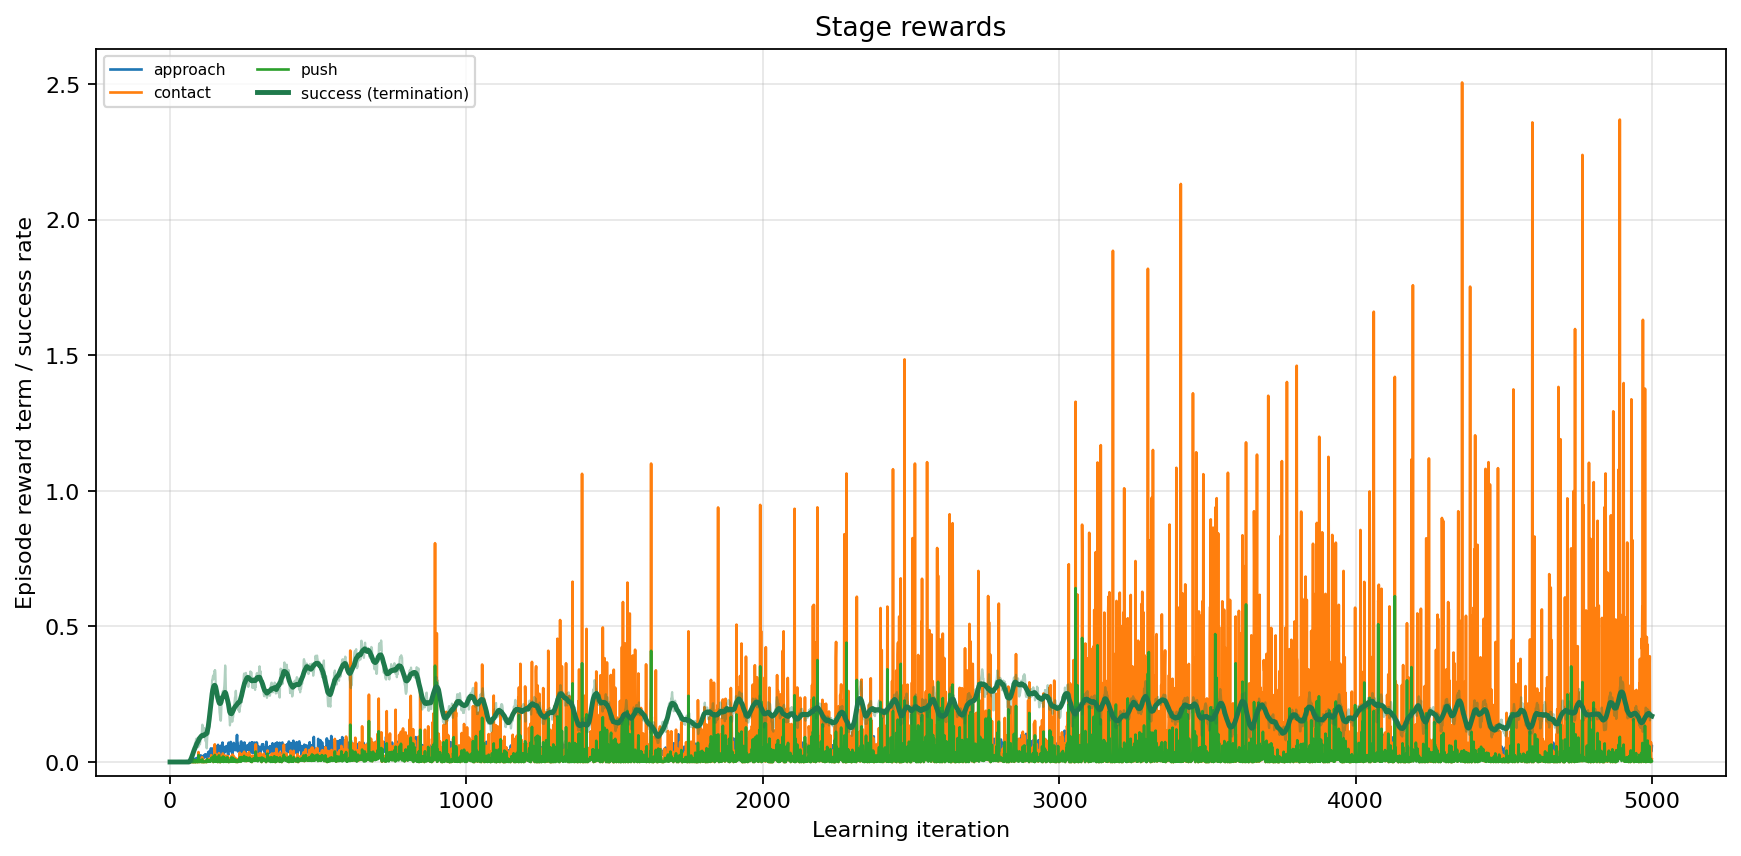 Stage rewards
approach
contact
push
success (termination)
Episode reward term / success rate
2.5
2.0
1.5
1.0
0.5
0.0
0
1000
2000
3000
4000
5000
Learning iteration